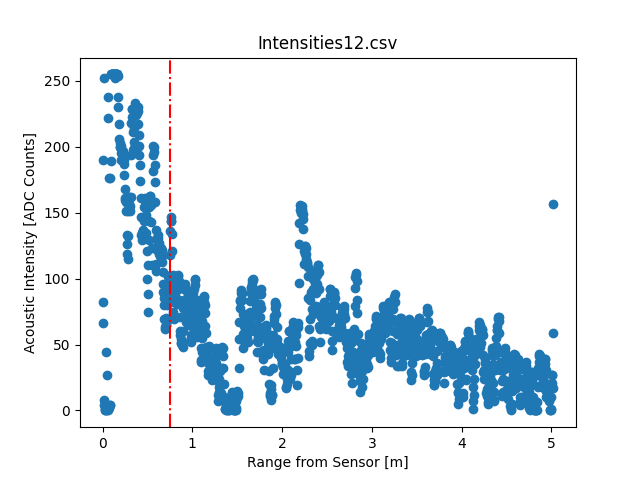 Intensities12.csv
250
200
150
100
50
0
Acoustic Intensity [ADC Counts]
0 1 2 3 4 5
Range from Sensor [m]